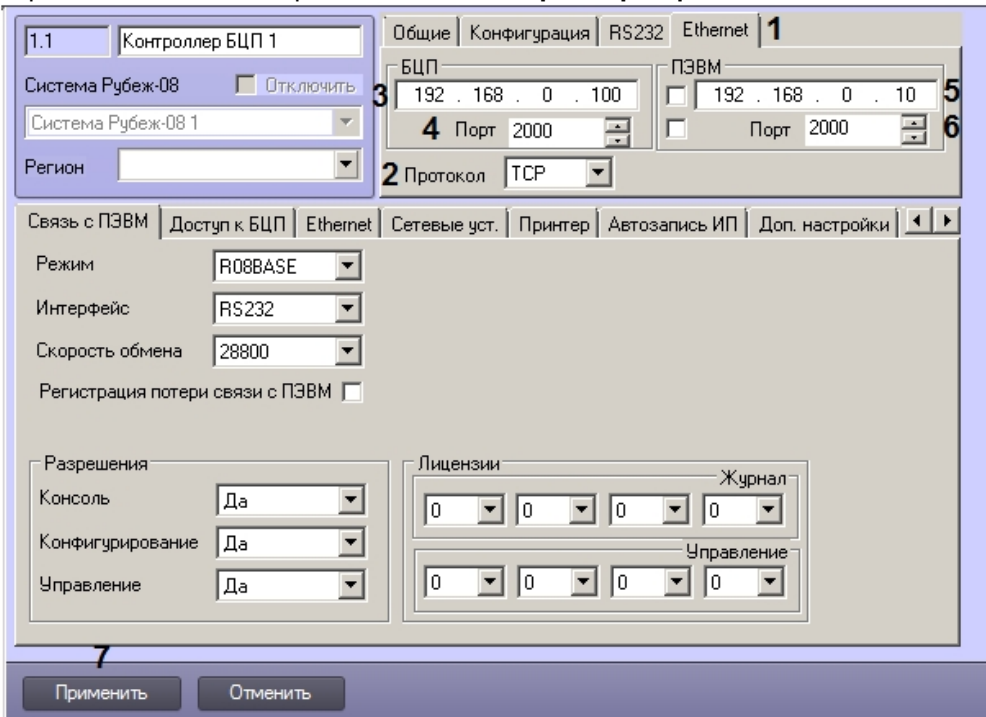 1.1 Контроллер БЦП 1
Система Рубеж-08 Отключить
Система Рубеж-08 1
Регион
Общие Конфигурация RS232 Ethernet 1
БЦП ПЭВМ
3 192 . 168 . 0 . 100 192 . 168 . 0 . 10 5
4 Порт 2000 Порт 2000 6
2 Протокол TCP
Связь с ПЭВМ Доступ к БЦП Ethernet Сетевые уст. Принтер Автозапись ИП Доп. настройки
Режим R08BASE
Интерфейс RS232
Скорость обмена 28800
Регистрация потери связи с ПЭВМ
Разрешения
Консоль Да
Конфигурирование Да
Управление Да
Лицензии
Журнал
0 0 0 0
Управление
0 0 0 0
7
Применить Отменить